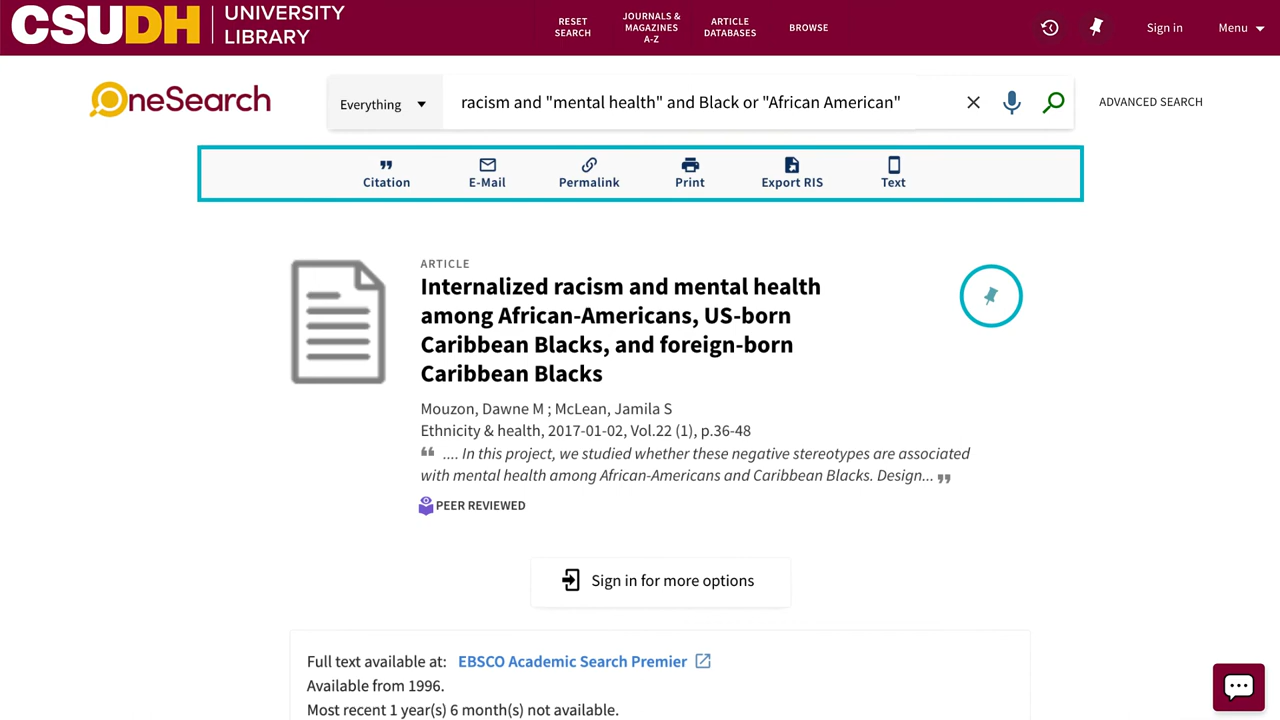 CSUDH UNIVERSITY LIBRARY
RESET SEARCH
JOURNALS & MAGAZINES A-Z
ARTICLE DATABASES
BROWSE
Sign in
Menu
OneSearch
Everything
racism and "mental health" and Black or "African American"
ADVANCED SEARCH
Citation
E-Mail
Permalink
Print
Export RIS
Text
ARTICLE
Internalized racism and mental health
among African-Americans, US-born
Caribbean Blacks, and foreign-born
Caribbean Blacks
Mouzon, Dawne M ; McLean, Jamila S
Ethnicity & health, 2017-01-02, Vol.22 (1), p.36-48
“ .... In this project, we studied whether these negative stereotypes are associated
with mental health among African-Americans and Caribbean Blacks. Design... ”
PEER REVIEWED
Sign in for more options
Full text available at: EBSCO Academic Search Premier
Available from 1996.
Most recent 1 year(s) 6 month(s) not available.